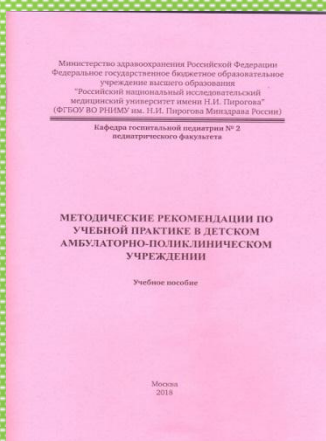 Министерство здравоохранения Российской Федерации
Федеральное государственное бюджетное образовательное
учреждение высшего образования
"Российский национальный исследовательский
медицинский университет имени Н.И. Пирогова"
(ФГБОУ ВО РНИМУ им. Н.И. Пирогова Минздрава России)
Кафедра госпитальной педиатрии № 2
педиатрического факультета
МЕТОДИЧЕСКИЕ РЕКОМЕНДАЦИИ ПО
УЧЕБНОЙ ПРАКТИКЕ В ДЕТСКОМ
АМБУЛАТОРНО-ПОЛИКЛИНИЧЕСКОМ
УЧРЕЖДЕНИИ
Учебное пособие
Москва
2018